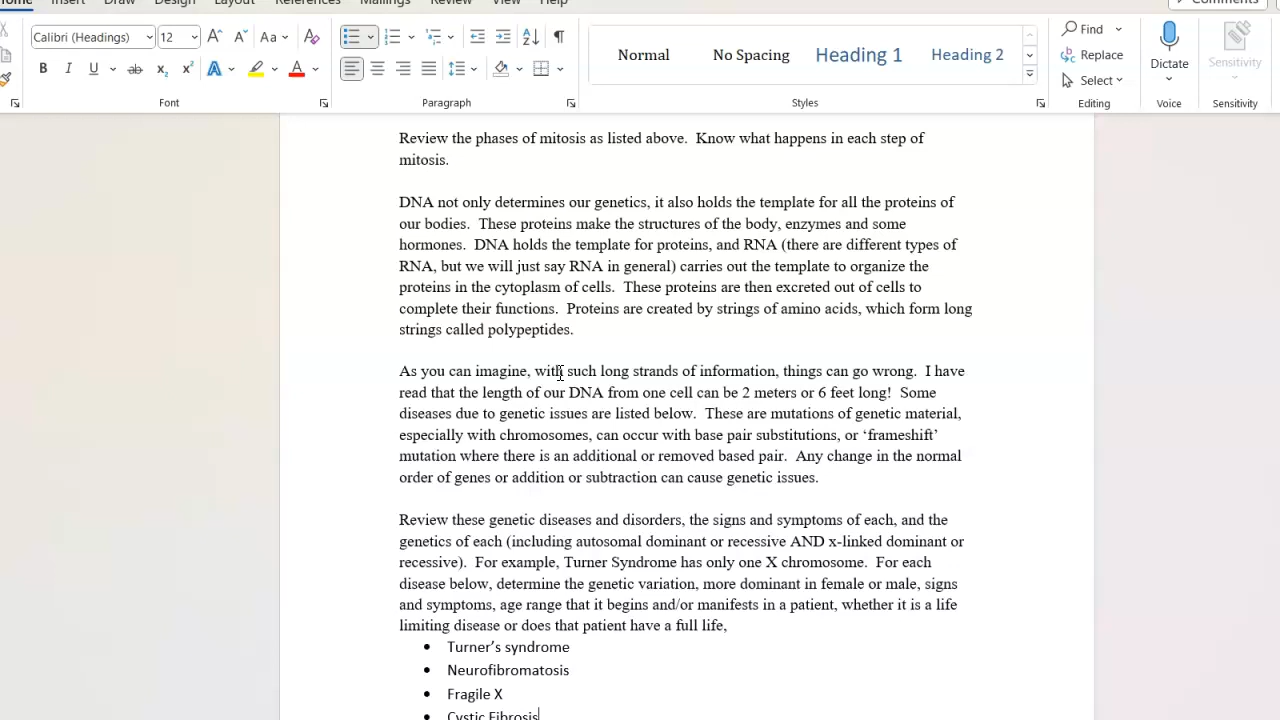 Home Insert Draw Design Layout References Mailings Review View Help Comments
Calibri (Headings) 12 A A Aa A Find
Normal No Spacing Heading 1 Heading 2 Replace Dictate Sensitivity
B I U ab x₂ x² A A Select
Font Paragraph Styles Editing Voice Sensitivity
Review the phases of mitosis as listed above. Know what happens in each step of
mitosis.
DNA not only determines our genetics, it also holds the template for all the proteins of
our bodies. These proteins make the structures of the body, enzymes and some
hormones. DNA holds the template for proteins, and RNA (there are different types of
RNA, but we will just say RNA in general) carries out the template to organize the
proteins in the cytoplasm of cells. These proteins are then excreted out of cells to
complete their functions. Proteins are created by strings of amino acids, which form long
strings called polypeptides.
As you can imagine, with such long strands of information, things can go wrong. I have
read that the length of our DNA from one cell can be 2 meters or 6 feet long! Some
diseases due to genetic issues are listed below. These are mutations of genetic material,
especially with chromosomes, can occur with base pair substitutions, or ‘frameshift’
mutation where there is an additional or removed based pair. Any change in the normal
order of genes or addition or subtraction can cause genetic issues.
Review these genetic diseases and disorders, the signs and symptoms of each, and the
genetics of each (including autosomal dominant or recessive AND x-linked dominant or
recessive). For example, Turner Syndrome has only one X chromosome. For each
disease below, determine the genetic variation, more dominant in female or male, signs
and symptoms, age range that it begins and/or manifests in a patient, whether it is a life
limiting disease or does that patient have a full life,
• Turner’s syndrome
• Neurofibromatosis
• Fragile X
• Cystic Fibrosis